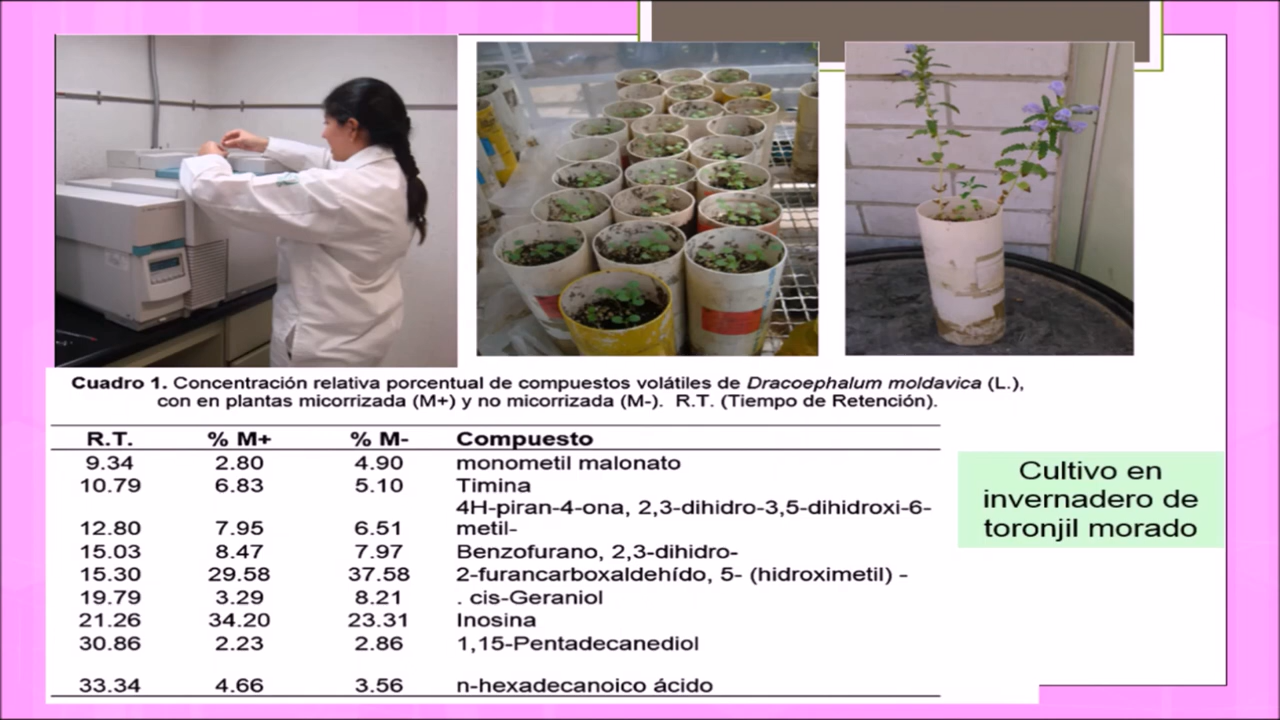 Cuadro 1. Concentración relativa porcentual de compuestos volátiles de Dracoephalum moldavica (L.),
con en plantas micorrizada (M+) y no micorrizada (M-). R.T. (Tiempo de Retención).
R.T. % M+ % M- Compuesto
9.34 2.80 4.90 monometil malonato
10.79 6.83 5.10 Timina
4H-piran-4-ona, 2,3-dihidro-3,5-dihidroxi-6-
12.80 7.95 6.51 metil-
15.03 8.47 7.97 Benzofurano, 2,3-dihidro-
15.30 29.58 37.58 2-furancarboxaldehído, 5- (hidroximetil) -
19.79 3.29 8.21 . cis-Geraniol
21.26 34.20 23.31 Inosina
30.86 2.23 2.86 1,15-Pentadecanediol
33.34 4.66 3.56 n-hexadecanoico ácido
Cultivo en
invernadero de
toronjil morado